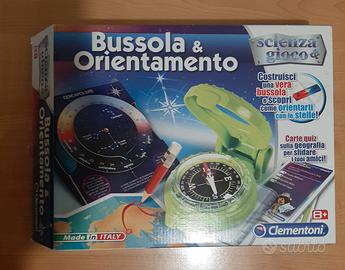 Bussola &
Orientamento
scienza
gioco &
Costruisci
una vera
bussola
e scopri
come orientarti
con le stelle!
Carte quiz
sulla geografia
per sfidare
i tuoi amici!
8+
Clementoni
Made in ITALY
Bussola &
Orientamento
Subito